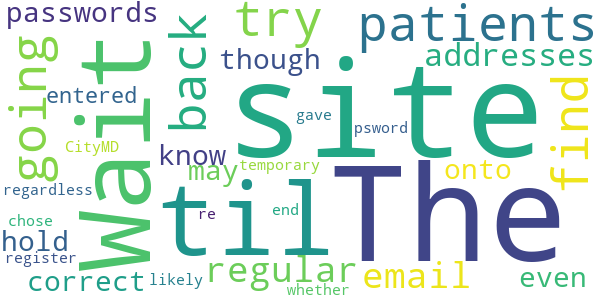 passwords
try
patients
going
Wait
back
though
addresses
site
find
entered
gave
psword
CityMD
know
may
temporary
onto
The
regardless
til
re
chose
end
hold
register
correct
likely
regular
whether
email
even